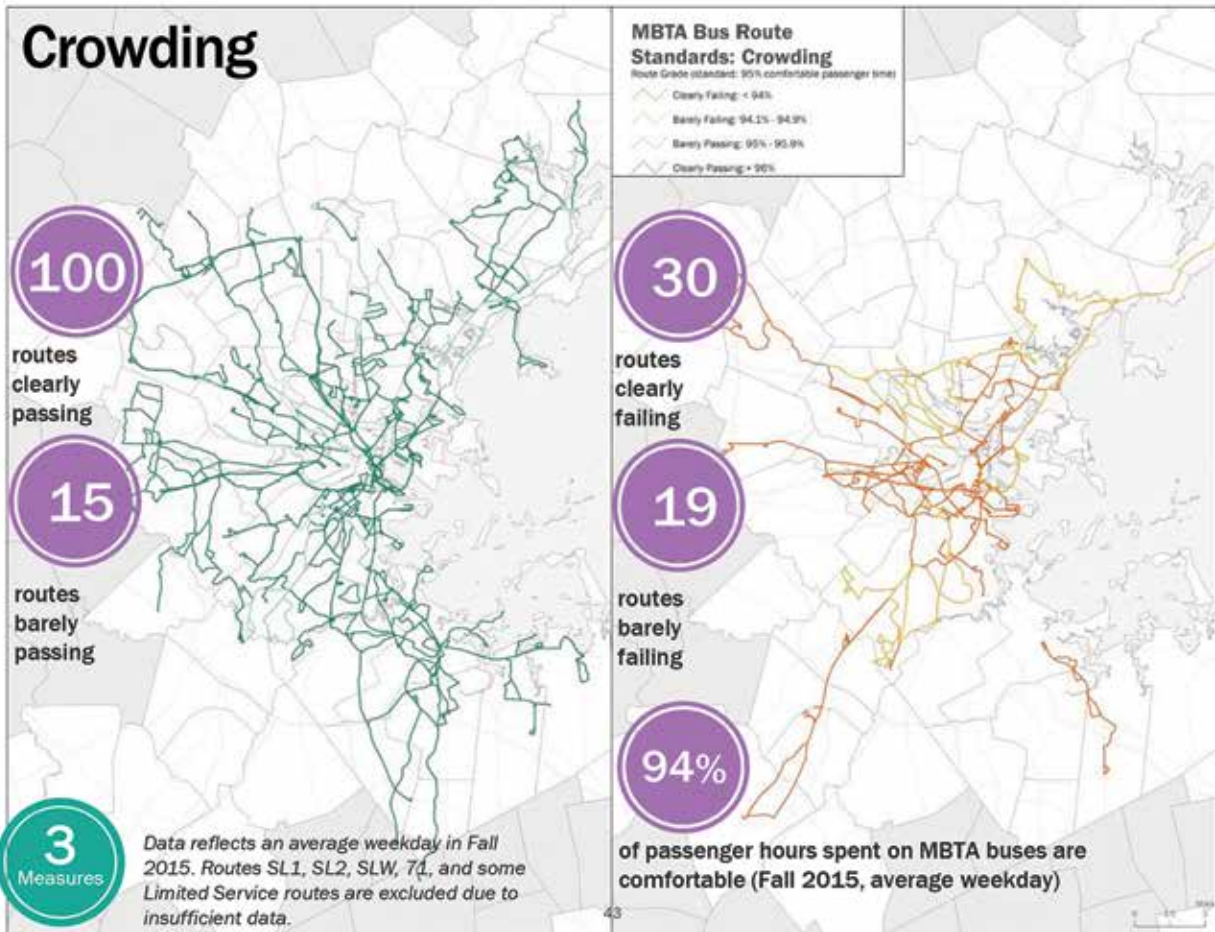 Crowding
100
routes
clearly
passing
15
routes
barely
passing
3
Measures
Data reflects an average weekday in Fall
2015. Routes SL1, SL2, SLW, 71, and some
Limited Service routes are excluded due to
insufficient data.
43
MBTA Bus Route
Standards: Crowding
Route Grade (standard: 95% comfortable passenger time)
Clearly Failing: < 94%
Barely Failing: 94.1% - 94.9%
Barely Passing: 95% - 95.9%
Clearly Passing: + 96%
30
routes
clearly
failing
19
routes
barely
failing
94%
of passenger hours spent on MBTA buses are
comfortable (Fall 2015, average weekday)